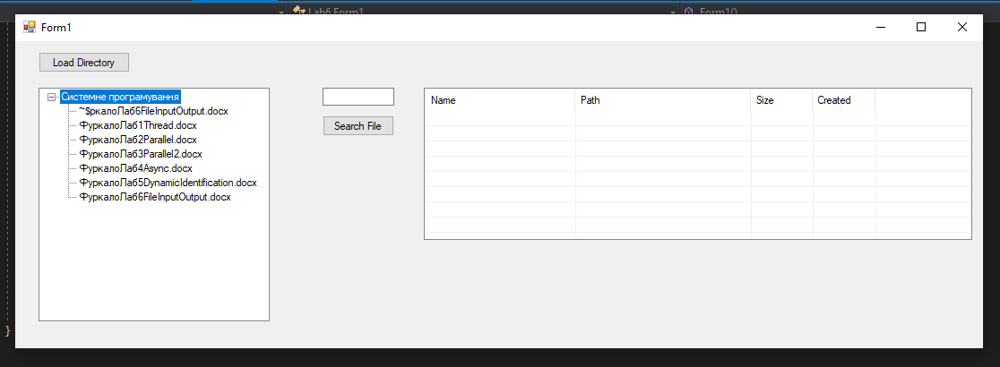 Lab6.Form1
Form1()
Form1
Load Directory
Системне програмування
~$ркалоЛаб6FileInputOutput.docx
ФуркалоЛаб1Thread.docx
ФуркалоЛаб2Parallel.docx
ФуркалоЛаб3Parallel2.docx
ФуркалоЛаб4Async.docx
ФуркалоЛаб5DynamicIdentification.docx
ФуркалоЛаб6FileInputOutput.docx
Search File
Name Path Size Created
}